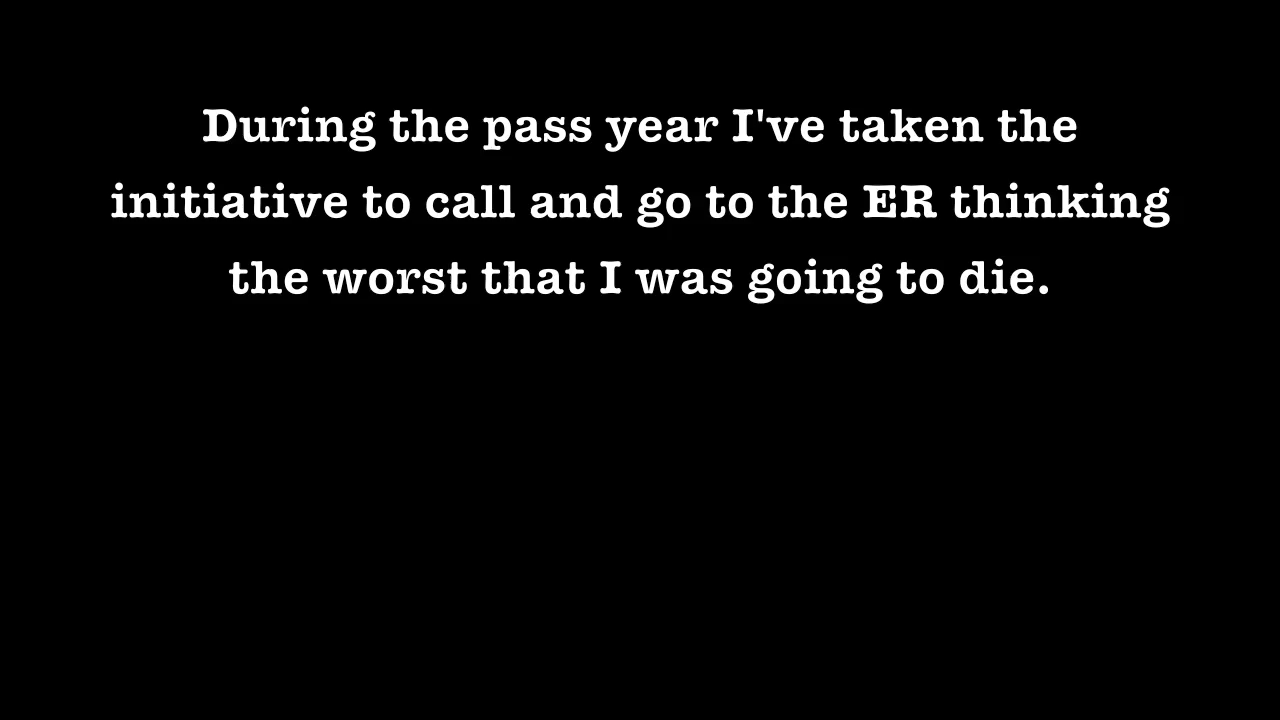 During the pass year I've taken the
initiative to call and go to the ER thinking
the worst that I was going to die.